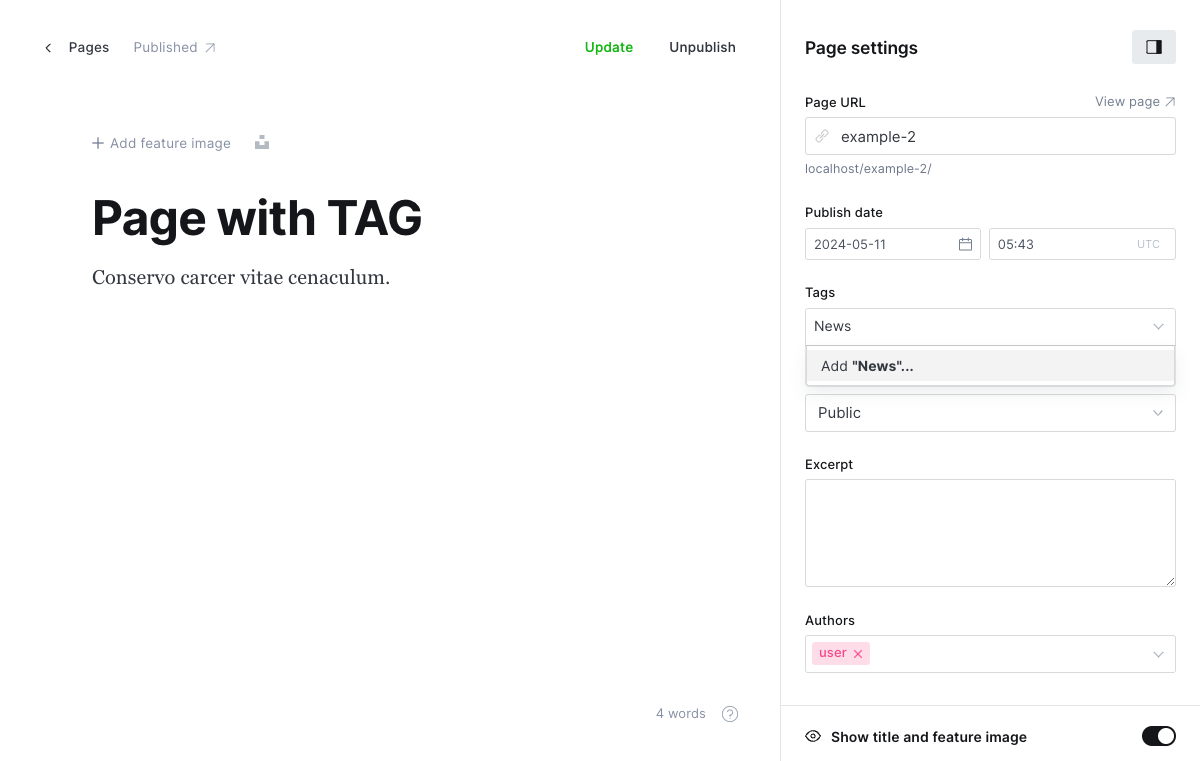 Pages
Published
Update
Unpublish
Add feature image
Page with TAG
Conservo carcer vitae cenaculum.
4 words
?
Page settings
Page URL
View page
example-2
localhost/example-2/
Publish date
2024-05-11
05:43
UTC
Tags
News
Add "News"...
Public
Excerpt
Authors
user
Show title and feature image